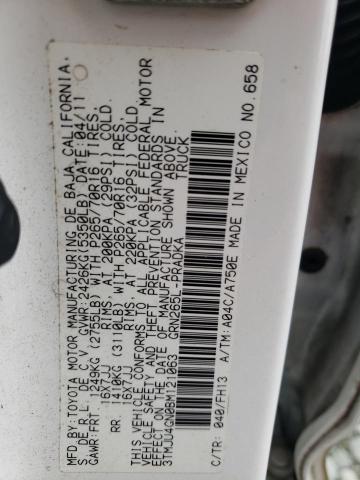 MFD.BY:TOYOTA MOTOR MANUFACTURING DE BAJA CALIFORNIA,
S.DE R.L. C.V. GVWR:2426KG(5350LB) DATE:04/11
GAWR:FRT. 1249KG (2755LB) WITH P265/70R16 TIRES,
16X7JJ RIMS, AT 200KPA (29PSI) COLD.
RR. 1410KG (3110LB) WITH P265/70R16 TIRES,
16X7JJ RIMS, AT 220KPA (32PSI) COLD.
THIS VEHICLE CONFORMS TO ALL APPLICABLE FEDERAL MOTOR
VEHICLE SAFETY AND THEFT PREVENTION STANDARDS IN
EFFECT ON THE DATE OF MANUFACTURE SHOWN ABOVE.
3TMJU4GN0BM121063 GRN265L-PRADKA TRUCK
C/TR: 040/FH13 A/TM:A04C/A750E MADE IN MEXICO NO.658